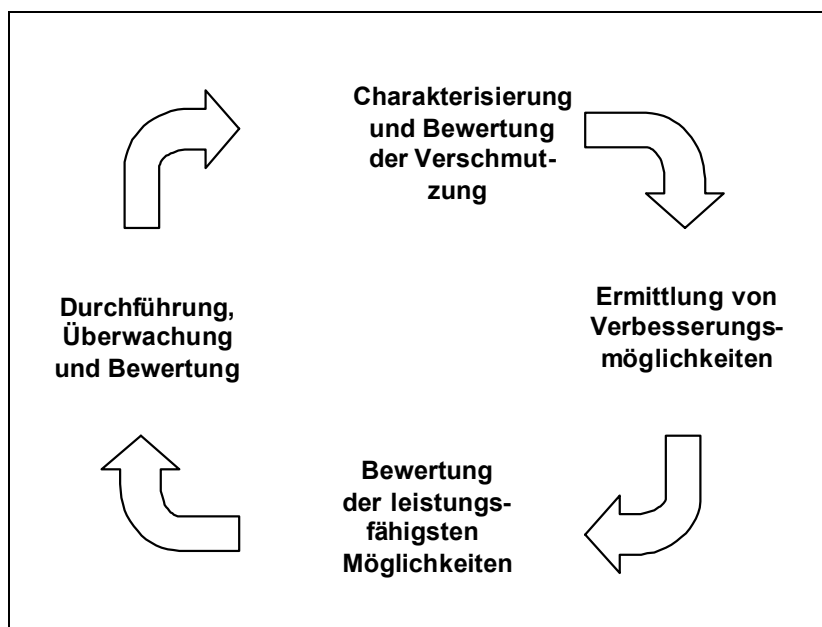 Charakterisierung
und Bewertung
der Verschmut-
zung
Ermittlung von
Verbesserungs-
möglichkeiten
Bewertung
der leistungs-
fähigsten
Möglichkeiten
Durchführung,
Überwachung
und Bewertung